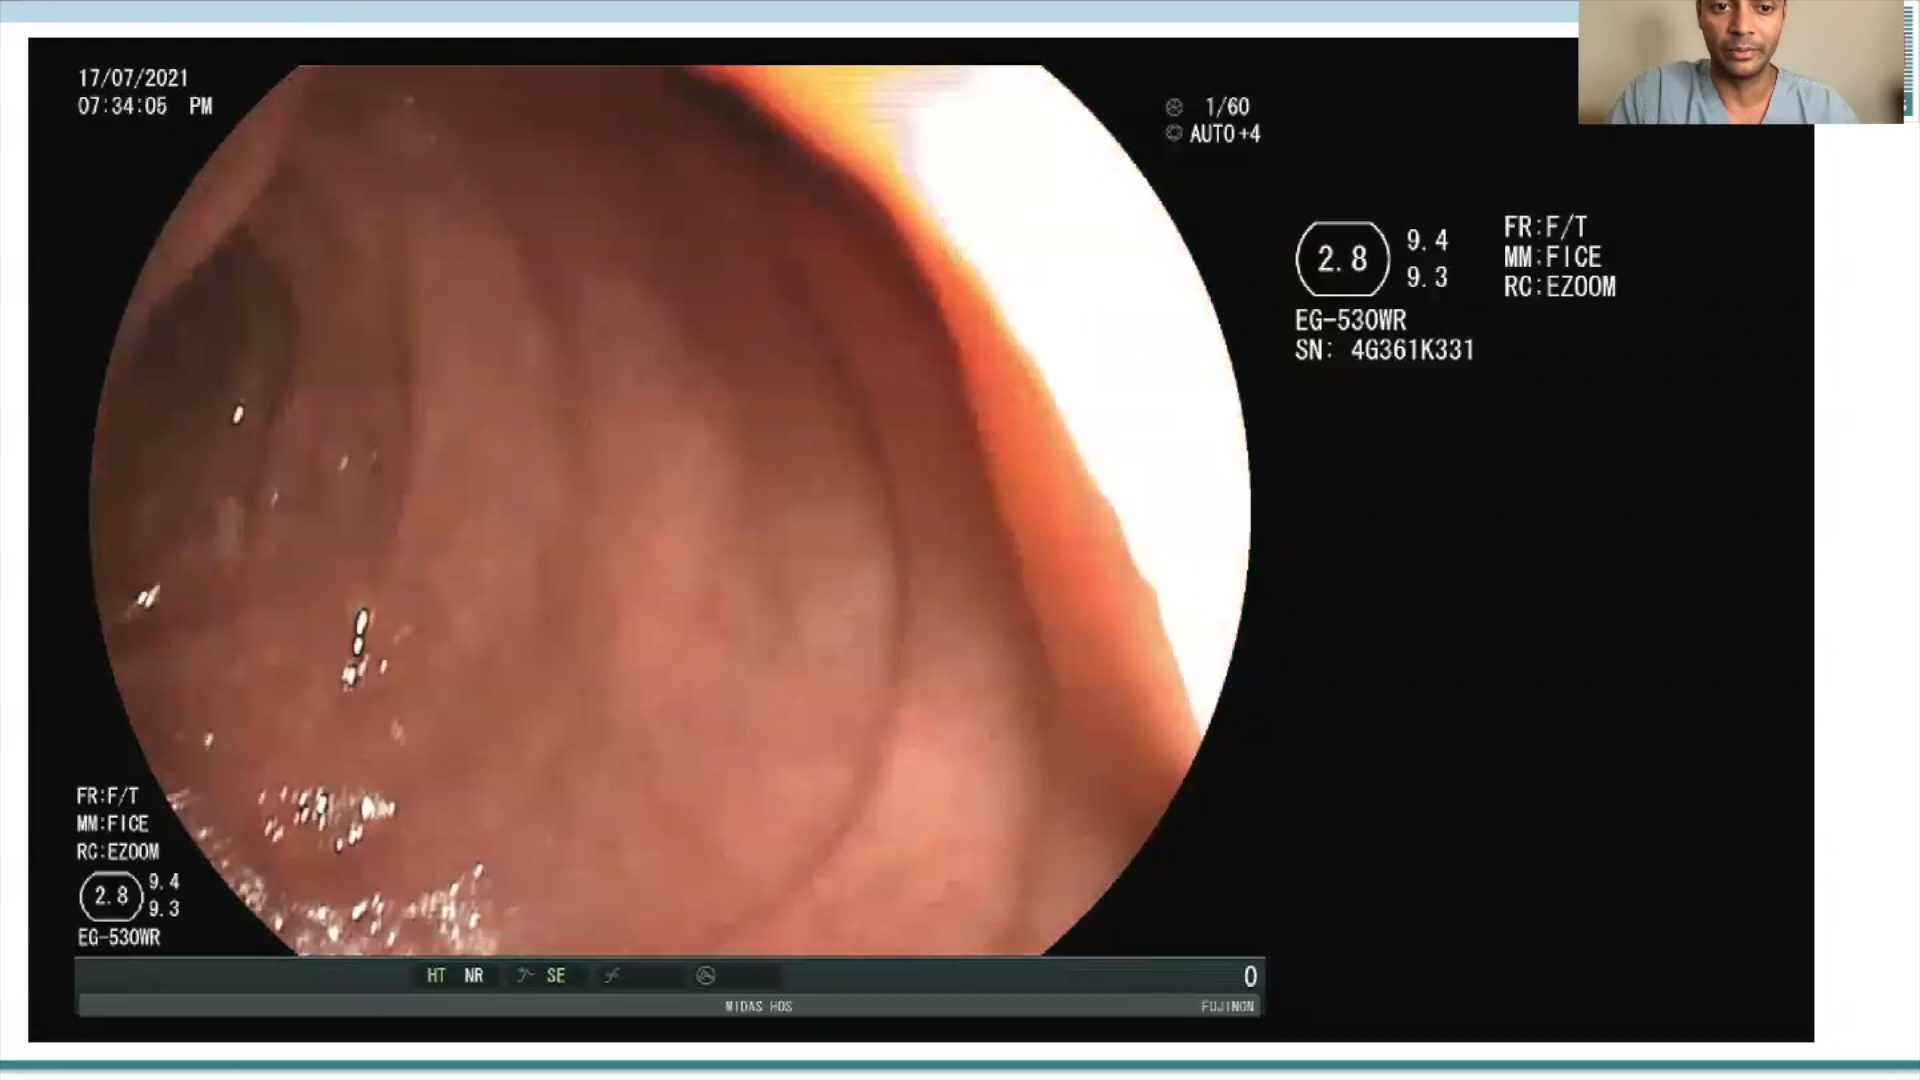 17/07/2021
07:34:05 PM
1/60
AUTO+4
2.8
9.4
9.3
FR:F/T
MM:FICE
RC:EZOOM
EG-530WR
SN: 4G361K331
FR:F/T
MM:FICE
RC:EZOOM
2.8
9.4
9.3
EG-530WR
HT NR SE 0
MIDAS HOS FUJINON